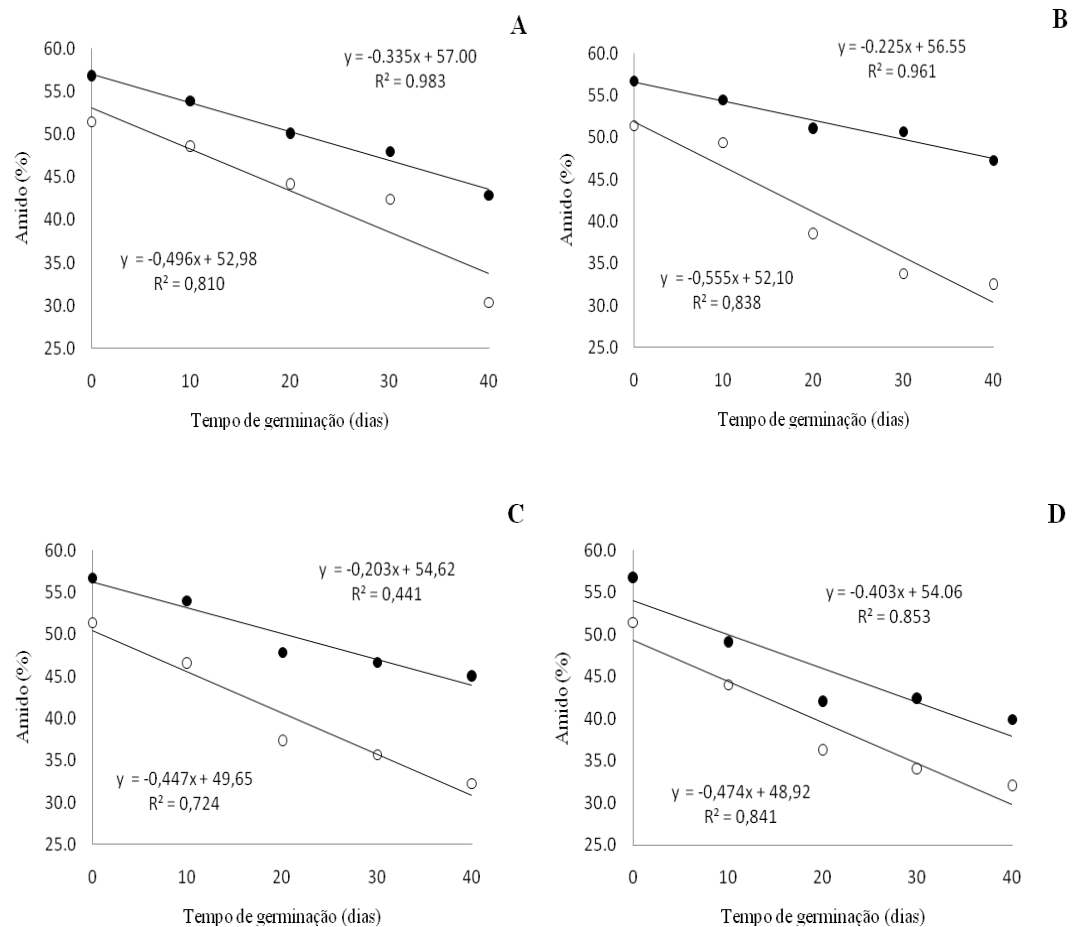 A
y = -0.335x + 57.00
R² = 0.983
60.0
55.0
50.0
45.0
40.0
35.0
30.0
25.0
Amido (%)
y = -0,496x + 52,98
R² = 0,810
0 10 20 30 40
Tempo de germinação (dias)
B
y = -0.225x + 56.55
R² = 0.961
60.0
55.0
50.0
45.0
40.0
35.0
30.0
25.0
Amido (%)
y = -0,555x + 52,10
R² = 0,838
0 10 20 30 40
Tempo de germinação (dias)
C
y = -0,203x + 54,62
R² = 0,441
60.0
55.0
50.0
45.0
40.0
35.0
30.0
25.0
Amido (%)
y = -0,447x + 49,65
R² = 0,724
0 10 20 30 40
Tempo de germinação (dias)
D
y = -0.403x + 54.06
R² = 0.853
60.0
55.0
50.0
45.0
40.0
35.0
30.0
25.0
Amido (%)
y = -0,474x + 48,92
R² = 0,841
0 10 20 30 40
Tempo de germinação (dias)